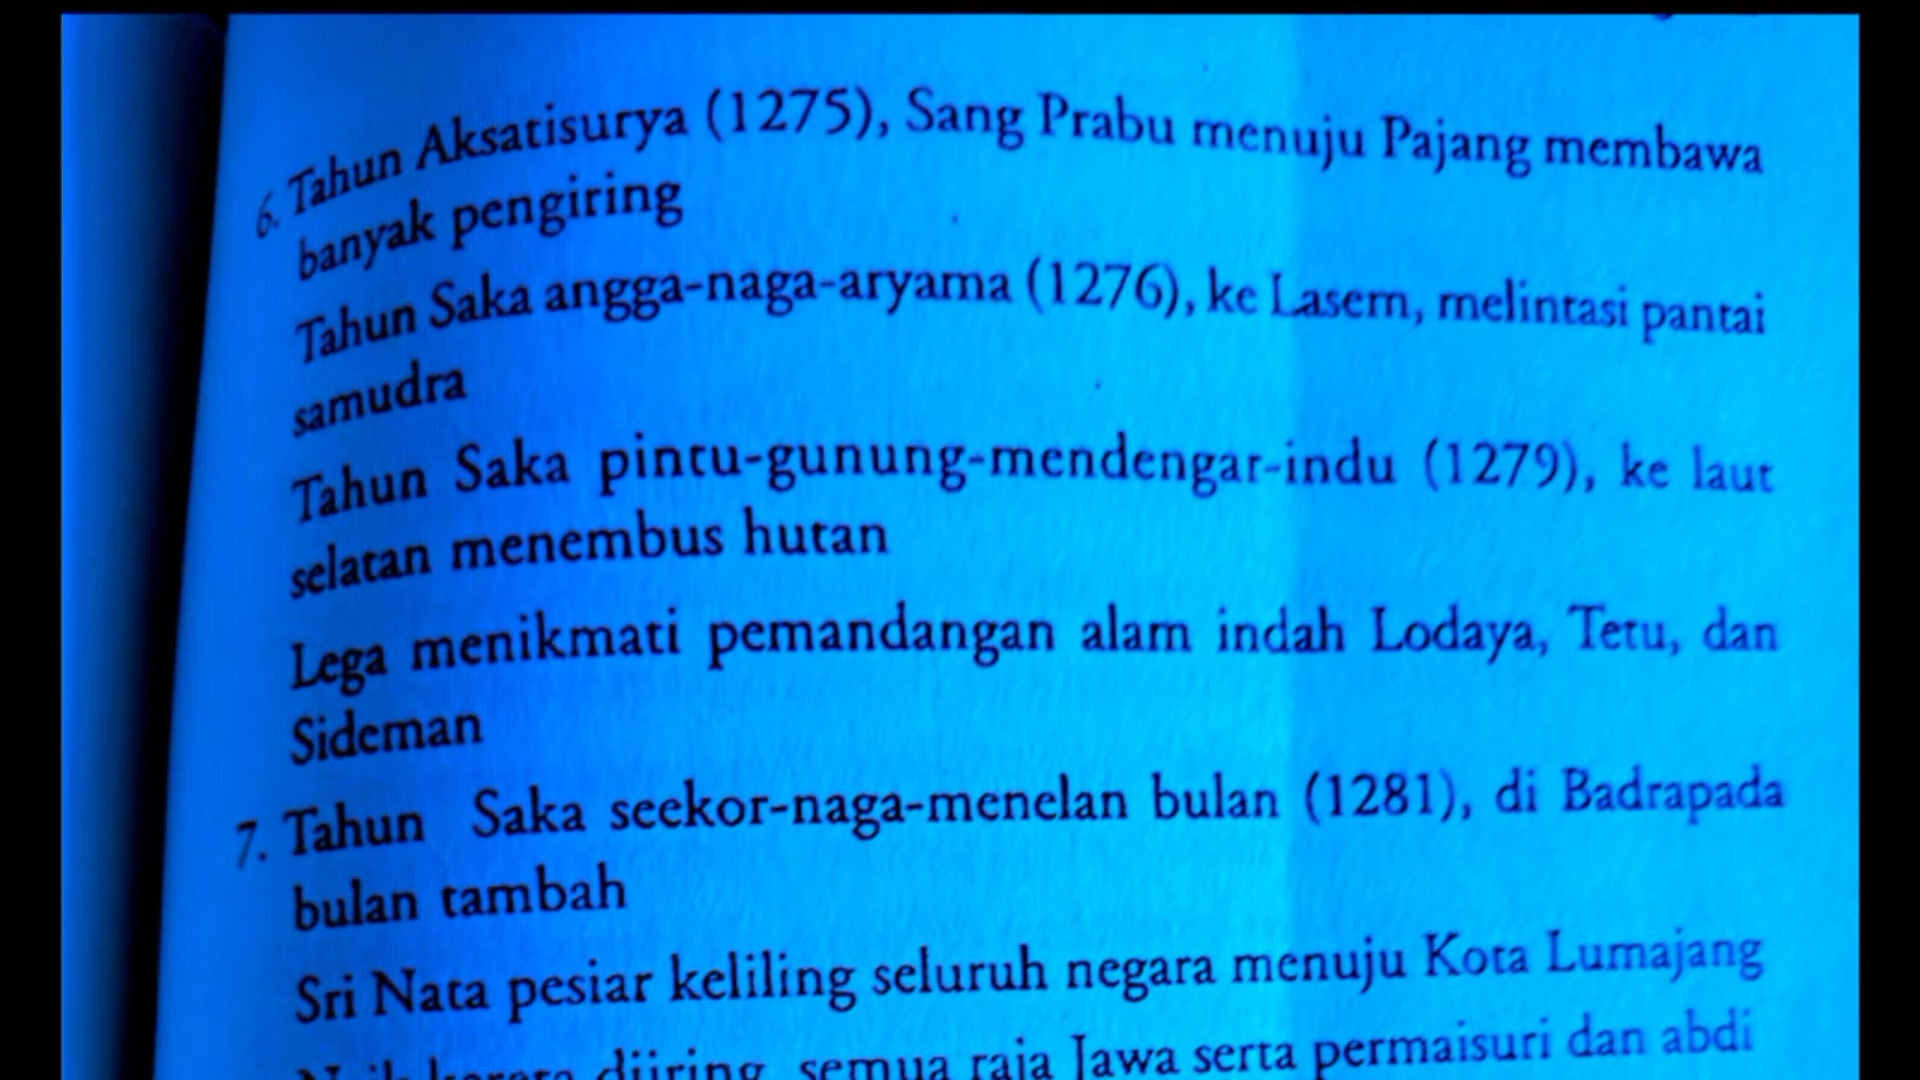 6. Tahun Aksatisurya (1275), Sang Prabu menuju Pajang membawa
banyak pengiring
Tahun Saka angga-naga-aryama (1276), ke Lasem, melintasi pantai
samudra
Tahun Saka pintu-gunung-mendengar-indu (1279), ke laut
selatan menembus hutan
Lega menikmati pemandangan alam indah Lodaya, Tetu, dan
Sideman
7. Tahun Saka seekor-naga-menelan bulan (1281), di Badrapada
bulan tambah
Sri Nata pesiar keliling seluruh negara menuju Kota Lumajang
Naik kereta diiring semua raja Jawa serta permaisuri dan abdi